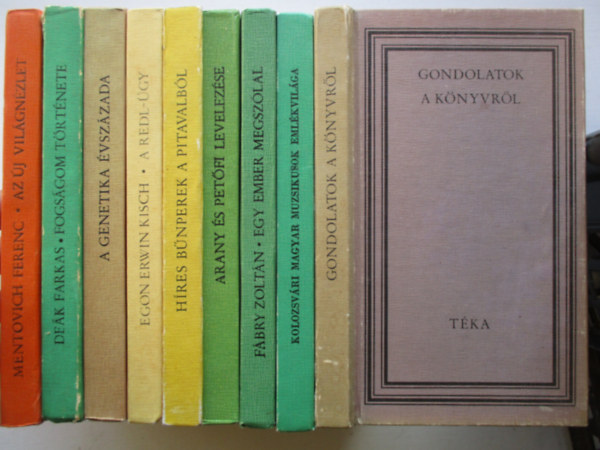 MENTOVICH FERENC • AZ ÚJ VILÁGNÉZLET
DEÁK FARKAS • FOGSÁGOM TÖRTÉNETE
A GENETIKA ÉVSZÁZADA
EGON ERWIN KISCH • A REDL-ÜGY
HÍRES BŰNPEREK A PITAVALBÓL
ARANY ÉS PETŐFI LEVELEZÉSE
FÁBRY ZOLTÁN • EGY EMBER MEGSZÓLAL
KOLOZSVÁRI MAGYAR MUZSIKUSOK EMLÉKVILÁGA
GONDOLATOK A KÖNYVRŐL
GONDOLATOK
A KÖNYVRŐL
TÉKA